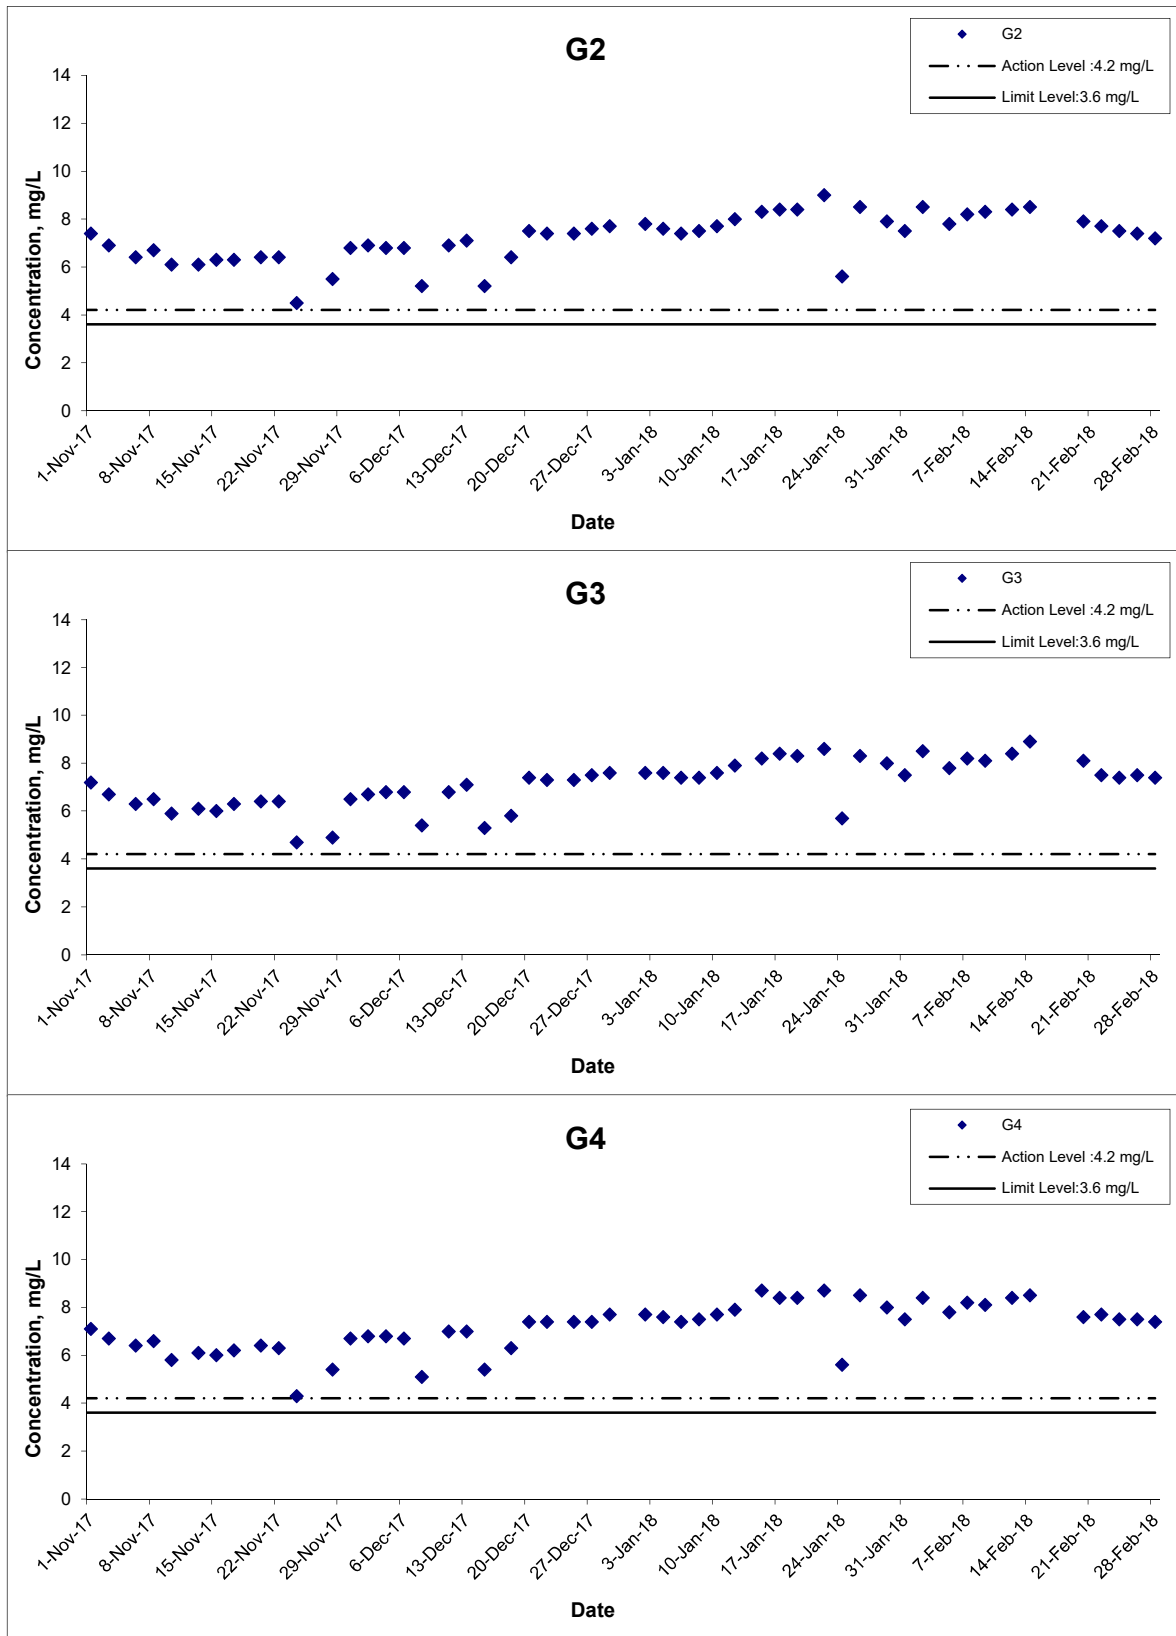 G2
G2
Action Level :4.2 mg/L
Limit Level:3.6 mg/L
Concentration, mg/L
14
12
10
8
6
4
2
0
1-Nov-17
8-Nov-17
15-Nov-17
22-Nov-17
29-Nov-17
6-Dec-17
13-Dec-17
20-Dec-17
27-Dec-17
3-Jan-18
10-Jan-18
17-Jan-18
24-Jan-18
31-Jan-18
7-Feb-18
14-Feb-18
21-Feb-18
28-Feb-18
Date
G3
G3
Action Level :4.2 mg/L
Limit Level:3.6 mg/L
Concentration, mg/L
14
12
10
8
6
4
2
0
1-Nov-17
8-Nov-17
15-Nov-17
22-Nov-17
29-Nov-17
6-Dec-17
13-Dec-17
20-Dec-17
27-Dec-17
3-Jan-18
10-Jan-18
17-Jan-18
24-Jan-18
31-Jan-18
7-Feb-18
14-Feb-18
21-Feb-18
28-Feb-18
Date
G4
G4
Action Level :4.2 mg/L
Limit Level:3.6 mg/L
Concentration, mg/L
14
12
10
8
6
4
2
0
1-Nov-17
8-Nov-17
15-Nov-17
22-Nov-17
29-Nov-17
6-Dec-17
13-Dec-17
20-Dec-17
27-Dec-17
3-Jan-18
10-Jan-18
17-Jan-18
24-Jan-18
31-Jan-18
7-Feb-18
14-Feb-18
21-Feb-18
28-Feb-18
Date